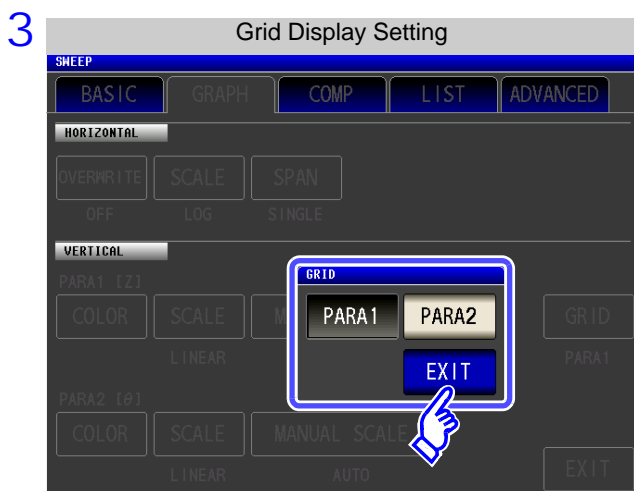 3
Grid Display Setting
SWEEP
BASIC GRAPH COMP LIST ADVANCED
HORIZONTAL
OVERWRITE SCALE SPAN
OFF LOG SINGLE
VERTICAL
GRID
PARA1 [Z]
COLOR SCALE M PARA1 PARA2 GRID
LINEAR EXIT PARA1
PARA2 [θ]
COLOR SCALE MANUAL SCALE
LINEAR AUTO EXIT